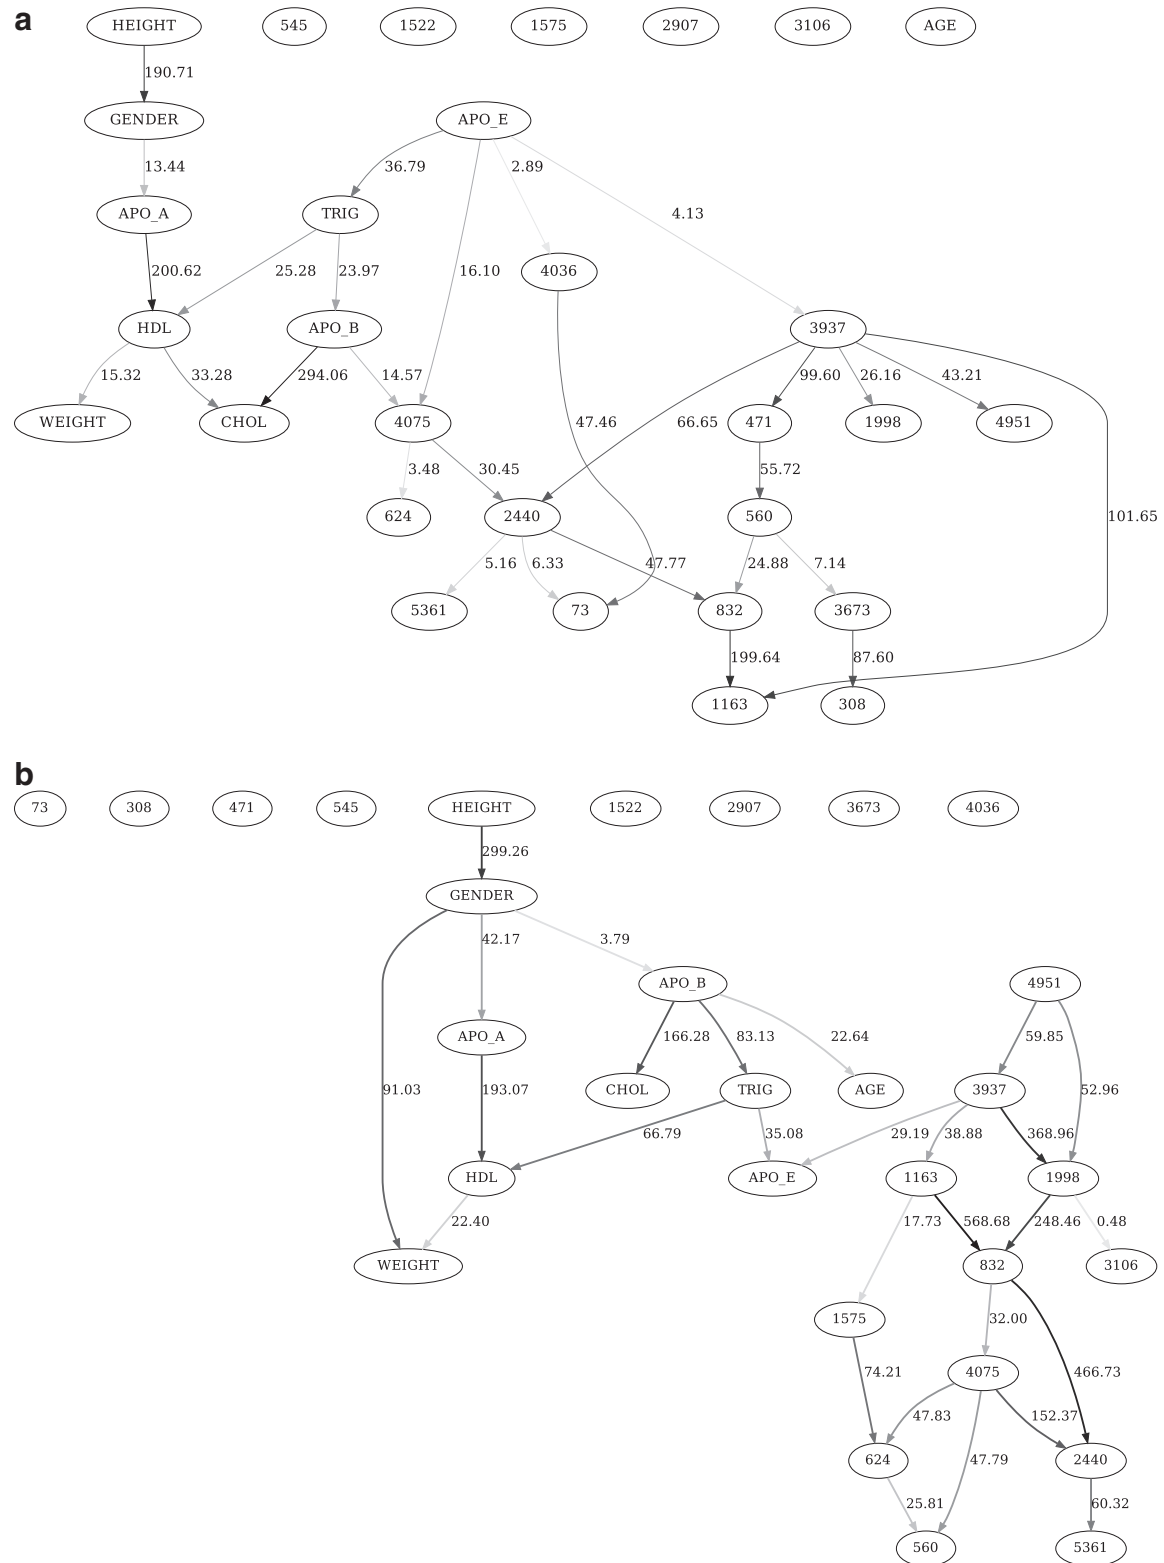 a
HEIGHT 545 1522 1575 2907 3106 AGE
190.71
GENDER APO_E
13.44 36.79 2.89
APO_A TRIG 4.13
200.62 25.28 23.97 16.10 4036
HDL APO_B 3937
15.32 33.28 294.06 14.57 99.60 26.16 43.21
WEIGHT CHOL 4075 47.46 66.65 471 1998 4951
3.48 30.45 55.72
624 2440 560 101.65
5.16 6.33 47.77 24.88 7.14
5361 73 832 3673
199.64 87.60
1163 308
b
73 308 471 545 HEIGHT 1522 2907 3673 4036
299.26
GENDER
42.17 3.79
APO_B 4951
APO_A 166.28 83.13 22.64 59.85
91.03 193.07 CHOL TRIG AGE 3937 52.96
66.79 35.08 29.19 38.88 368.96
HDL APO_E 1163 1998
22.40 17.73 568.68 248.46 0.48
WEIGHT 832 3106
1575 32.00
4075 466.73
74.21
47.83 152.37
624 47.79 2440
25.81 60.32
560 5361